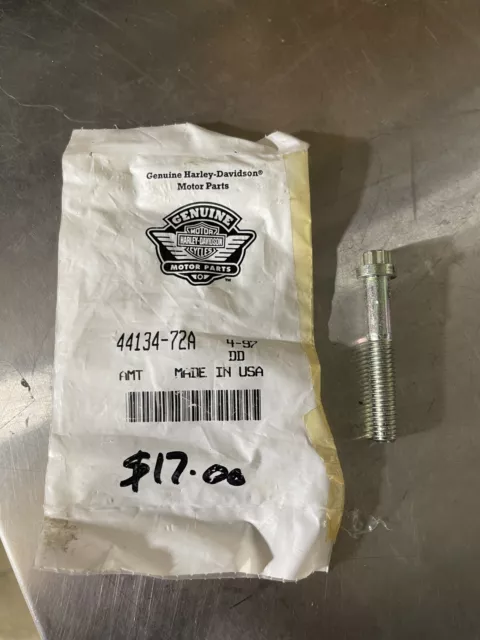 Genuine Harley-Davidson®
Motor Parts
GENUINE
MOTOR
HARLEY-DAVIDSON
CYCLES
MOTOR PARTS
™
44134-72A 4-97
DD
AMT MADE IN USA
$17.00